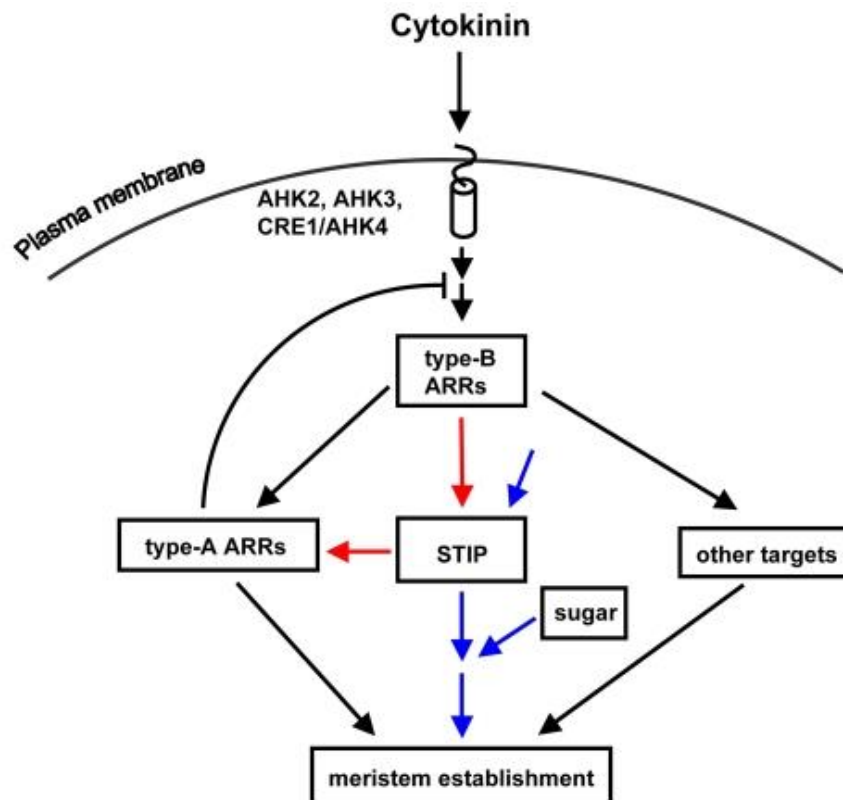 Cytokinin
Plasma membrane
AHK2, AHK3,
CRE1/AHK4
type-B
ARRs
type-A ARRs
STIP
other targets
sugar
meristem establishment